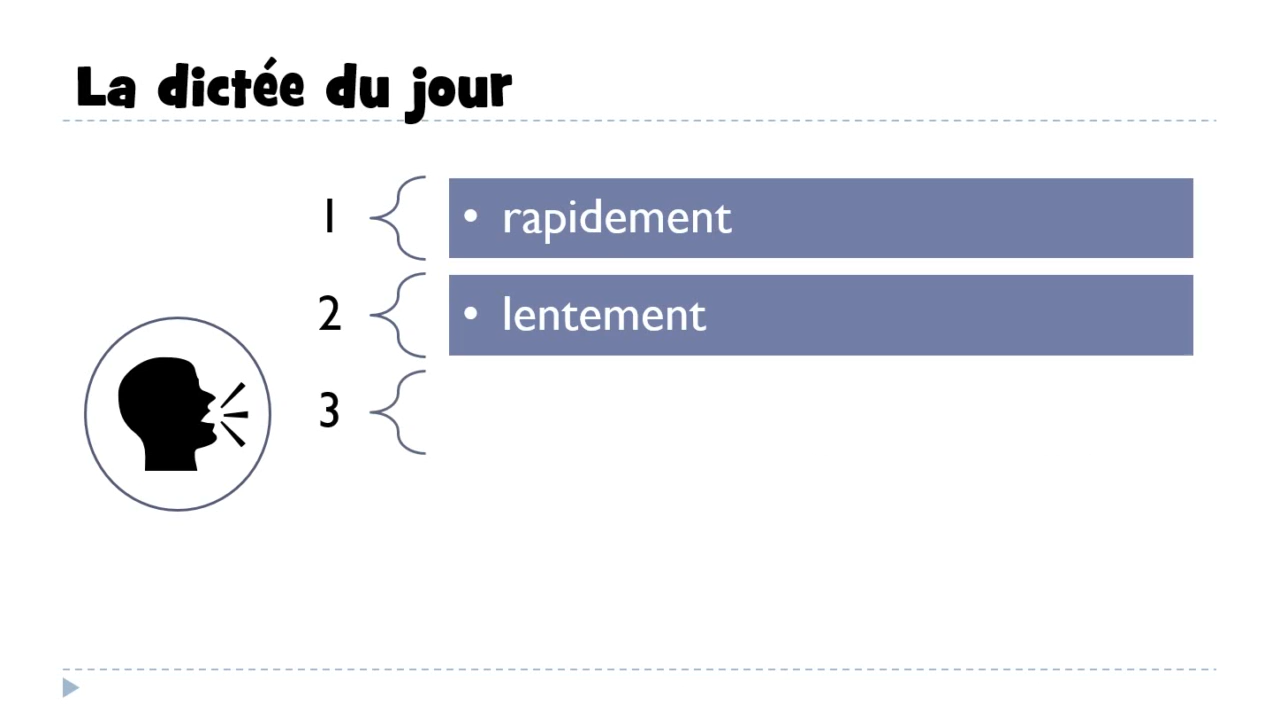 La dictée du jour
1
• rapidement
2
• lentement
3